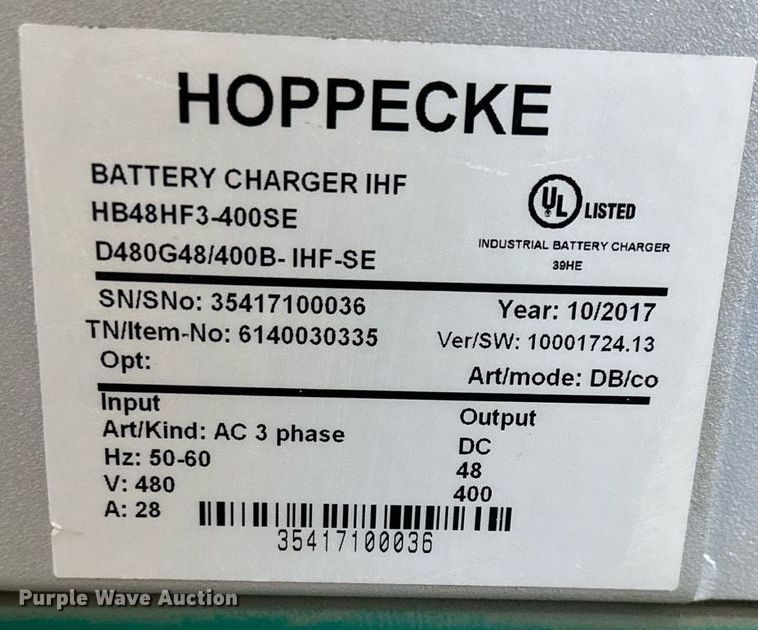 HOPPECKE
BATTERY CHARGER IHF
HB48HF3-400SE
D480G48/400B- IHF-SE
UL LISTED
INDUSTRIAL BATTERY CHARGER
39HE
SN/SNo: 35417100036 Year: 10/2017
TN/Item-No: 6140030335 Ver/SW: 10001724.13
Opt: Art/mode: DB/co
Input Output
Art/Kind: AC 3 phase DC
Hz: 50-60 48
V: 480 400
A: 28
35417100036
Purple Wave Auction